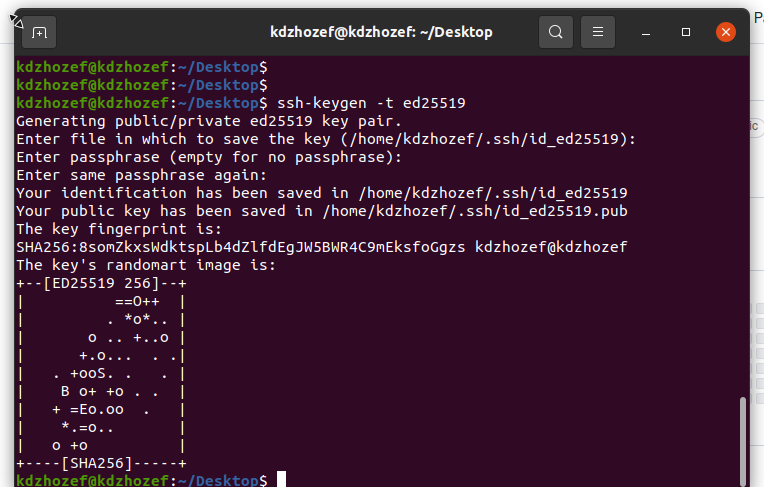 kdzhozef@kdzhozef: ~/Desktop
kdzhozef@kdzhozef:~/Desktop$
kdzhozef@kdzhozef:~/Desktop$
kdzhozef@kdzhozef:~/Desktop$ ssh-keygen -t ed25519
Generating public/private ed25519 key pair.
Enter file in which to save the key (/home/kdzhozef/.ssh/id_ed25519):
Enter passphrase (empty for no passphrase):
Enter same passphrase again:
Your identification has been saved in /home/kdzhozef/.ssh/id_ed25519
Your public key has been saved in /home/kdzhozef/.ssh/id_ed25519.pub
The key fingerprint is:
SHA256:8somZkxsWdktspLb4dZlfdEgJW5BWR4C9mEksfoGgzs kdzhozef@kdzhozef
The key's randomart image is:
+--[ED25519 256]--+
|          ==O++  |
|         . *o*.. |
|       o .. +..o |
|      +.o...  . .|
|   . +ooS. .   . |
|    B o+ +o . .  |
|   + =Eo.oo  .   |
|    *.=o..       |
|   o +o          |
+----[SHA256]-----+
kdzhozef@kdzhozef:~/Desktop$